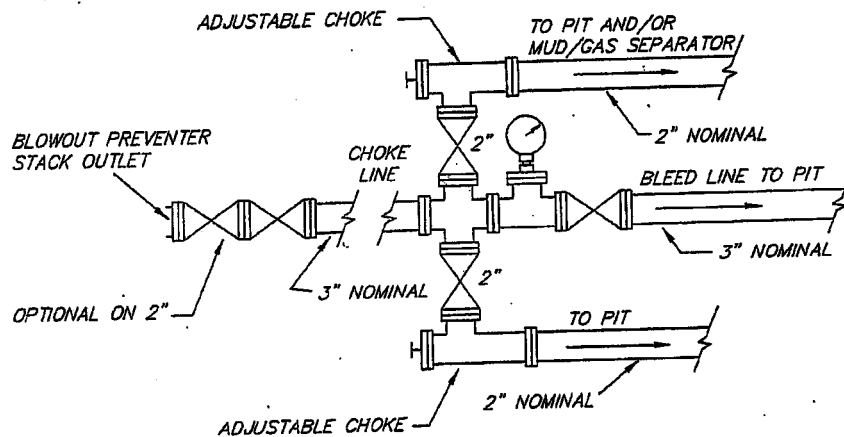 ADJUSTABLE CHOKE
TO PIT AND/OR
MUD/GAS SEPARATOR
2" NOMINAL
BLOWOUT PREVENTER
STACK OUTLET
CHOKE
LINE
2"
BLEED LINE TO PIT
3" NOMINAL
OPTIONAL ON 2"
3" NOMINAL
2"
TO PIT
2" NOMINAL
ADJUSTABLE CHOKE